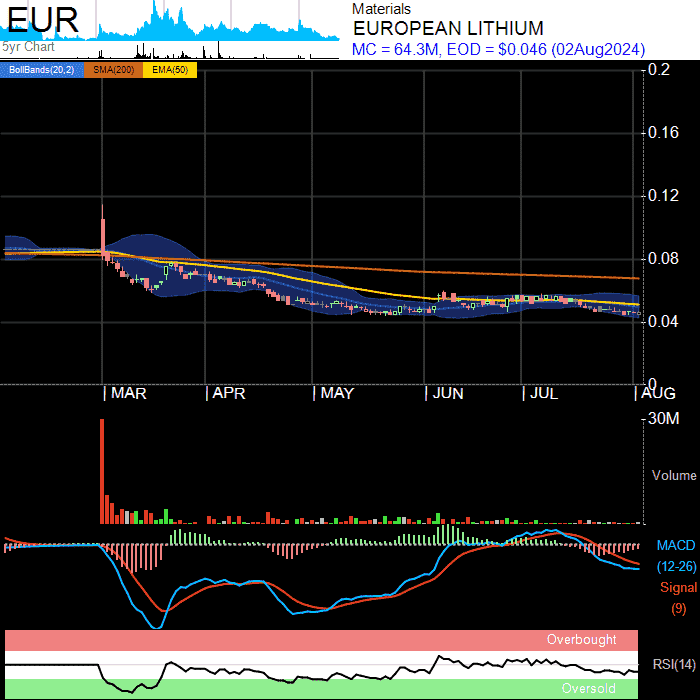 EUR
5yr Chart
Materials
EUROPEAN LITHIUM
MC = 64.3M, EOD = $0.046 (02Aug2024)
BollBands(20,2) SMA(200) EMA(50)
0.2
0.16
0.12
0.08
0.04
0
MAR APR MAY JUN JUL AUG
30M
Volume
MACD
(12-26)
Signal
(9)
Overbought
RSI(14)
Oversold